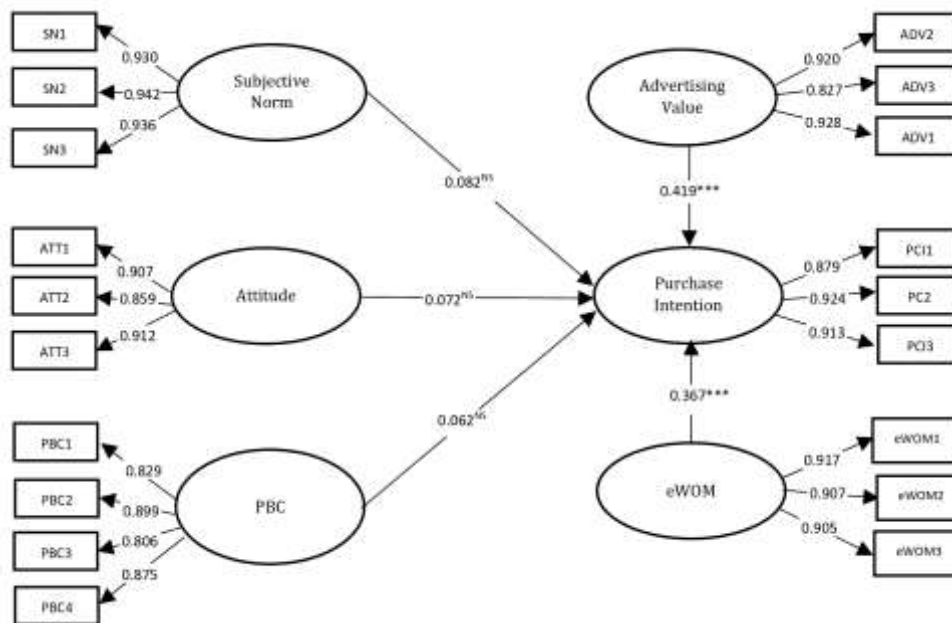 SN1
SN2
SN3
0.930
0.942
0.936
Subjective
Norm
0.082NS
Advertising
Value
0.920
0.827
0.928
ADV2
ADV3
ADV1
0.419***
ATT1
ATT2
ATT3
0.907
0.859
0.912
Attitude
0.072NS
Purchase
Intention
0.879
0.924
0.913
PCI1
PC2
PCI3
PBC1
PBC2
PBC3
PBC4
0.829
0.899
0.806
0.875
PBC
0.062NS
0.367***
eWOM
0.917
0.907
0.905
eWOM1
eWOM2
eWOM3